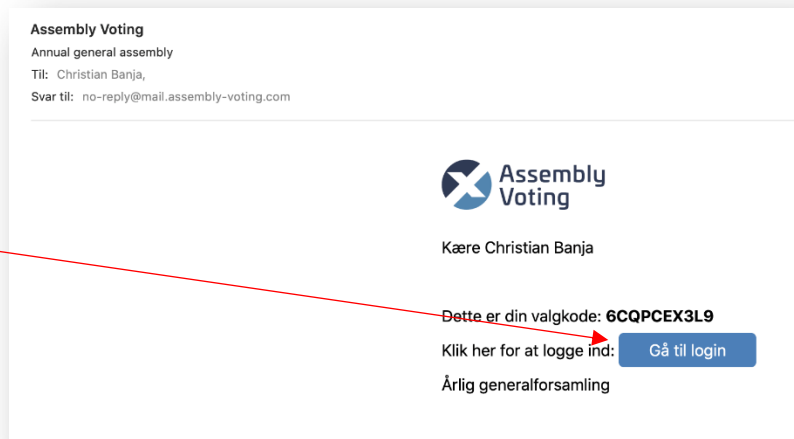 Assembly Voting
Annual general assembly
Til: Christian Banja,
Svar til: no-reply@mail.assembly-voting.com
Assembly
Voting
Kære Christian Banja
Dette er din valgkode: 6CQPCEX3L9
Klik her for at logge ind: Gå til login
Årlig generalforsamling